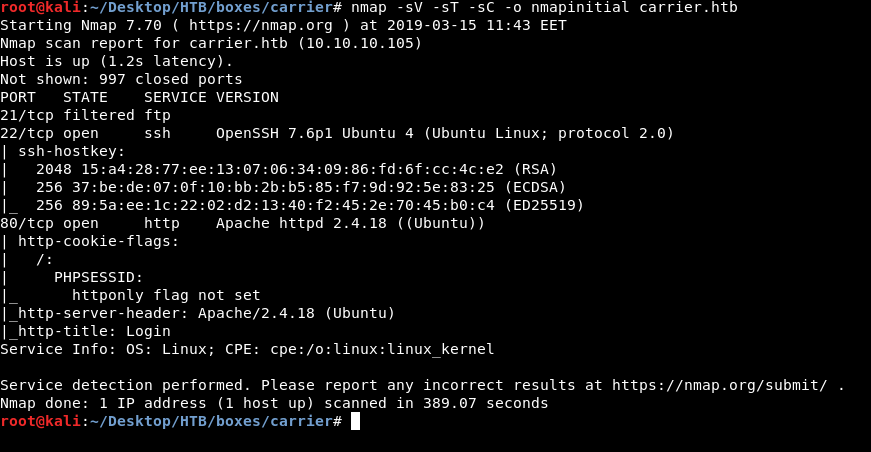 root@kali:~/Desktop/HTB/boxes/carrier# nmap -sV -sT -sC -o nmapinitial carrier.htb
Starting Nmap 7.70 ( https://nmap.org ) at 2019-03-15 11:43 EET
Nmap scan report for carrier.htb (10.10.10.105)
Host is up (1.2s latency).
Not shown: 997 closed ports
PORT   STATE    SERVICE VERSION
21/tcp filtered ftp
22/tcp open     ssh     OpenSSH 7.6p1 Ubuntu 4 (Ubuntu Linux; protocol 2.0)
| ssh-hostkey:
|   2048 15:a4:28:77:ee:13:07:06:34:09:86:fd:6f:cc:4c:e2 (RSA)
|   256 37:be:de:07:0f:10:bb:2b:b5:85:f7:9d:92:5e:83:25 (ECDSA)
|_  256 89:5a:ee:1c:22:02:d2:13:40:f2:45:2e:70:45:b0:c4 (ED25519)
80/tcp open     http    Apache httpd 2.4.18 ((Ubuntu))
| http-cookie-flags:
|   /:
|     PHPSESSID:
|_      httponly flag not set
|_http-server-header: Apache/2.4.18 (Ubuntu)
|_http-title: Login
Service Info: OS: Linux; CPE: cpe:/o:linux:linux_kernel
Service detection performed. Please report any incorrect results at https://nmap.org/submit/ .
Nmap done: 1 IP address (1 host up) scanned in 389.07 seconds
root@kali:~/Desktop/HTB/boxes/carrier#